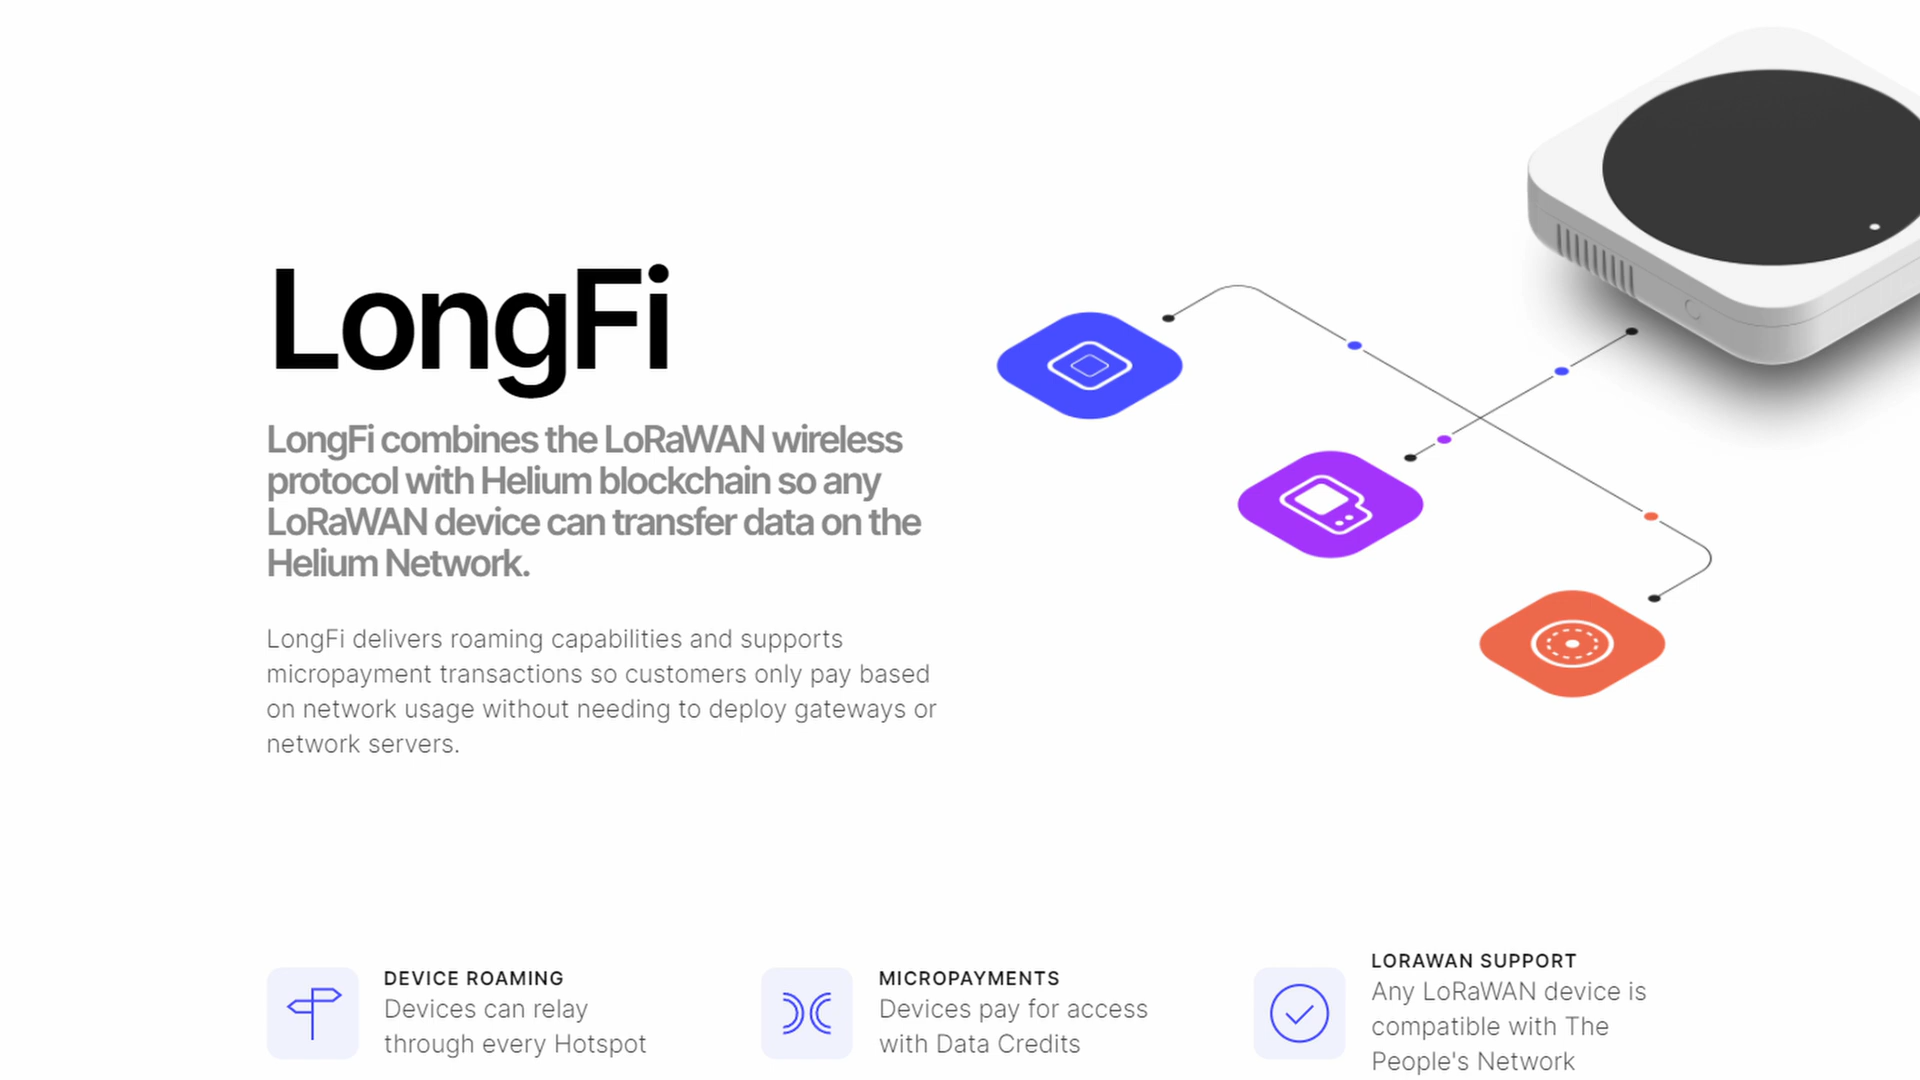 LongFi
LongFi combines the LoRaWAN wireless
protocol with Helium blockchain so any
LoRaWAN device can transfer data on the
Helium Network.
LongFi delivers roaming capabilities and supports
micropayment transactions so customers only pay based
on network usage without needing to deploy gateways or
network servers.
DEVICE ROAMING
Devices can relay
through every Hotspot
MICROPAYMENTS
Devices pay for access
with Data Credits
LORAWAN SUPPORT
Any LoRaWAN device is
compatible with The
People's Network